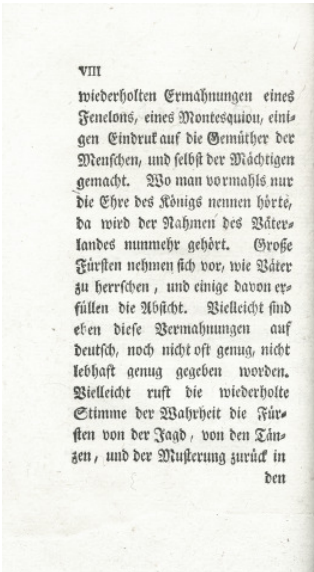 VIII
wiederholten Ermahnungen eines
Fenelons, eines Montesquiou, eini-
gen Eindruk auf die Gemüther der
Menschen, und selbst der Mächtigen
gemacht. Wo man vormahls nur
die Ehre des Königs nennen hörte,
da wird der Nahmen des Väter-
landes nunmehr gehört. Große
Fürsten nehmen sich vor, wie Väter
zu herrschen, und einige davon er-
füllen die Absicht. Vielleicht sind
eben diese Vermahnungen auf
deutsch, noch nicht oft genug, nicht
lebhaft genug gegeben worden.
Vielleicht ruft die wiederholte
Stimme der Wahrheit die Für-
sten von der Jagd, von den Tän-
zen, und der Musterung zurück in
den